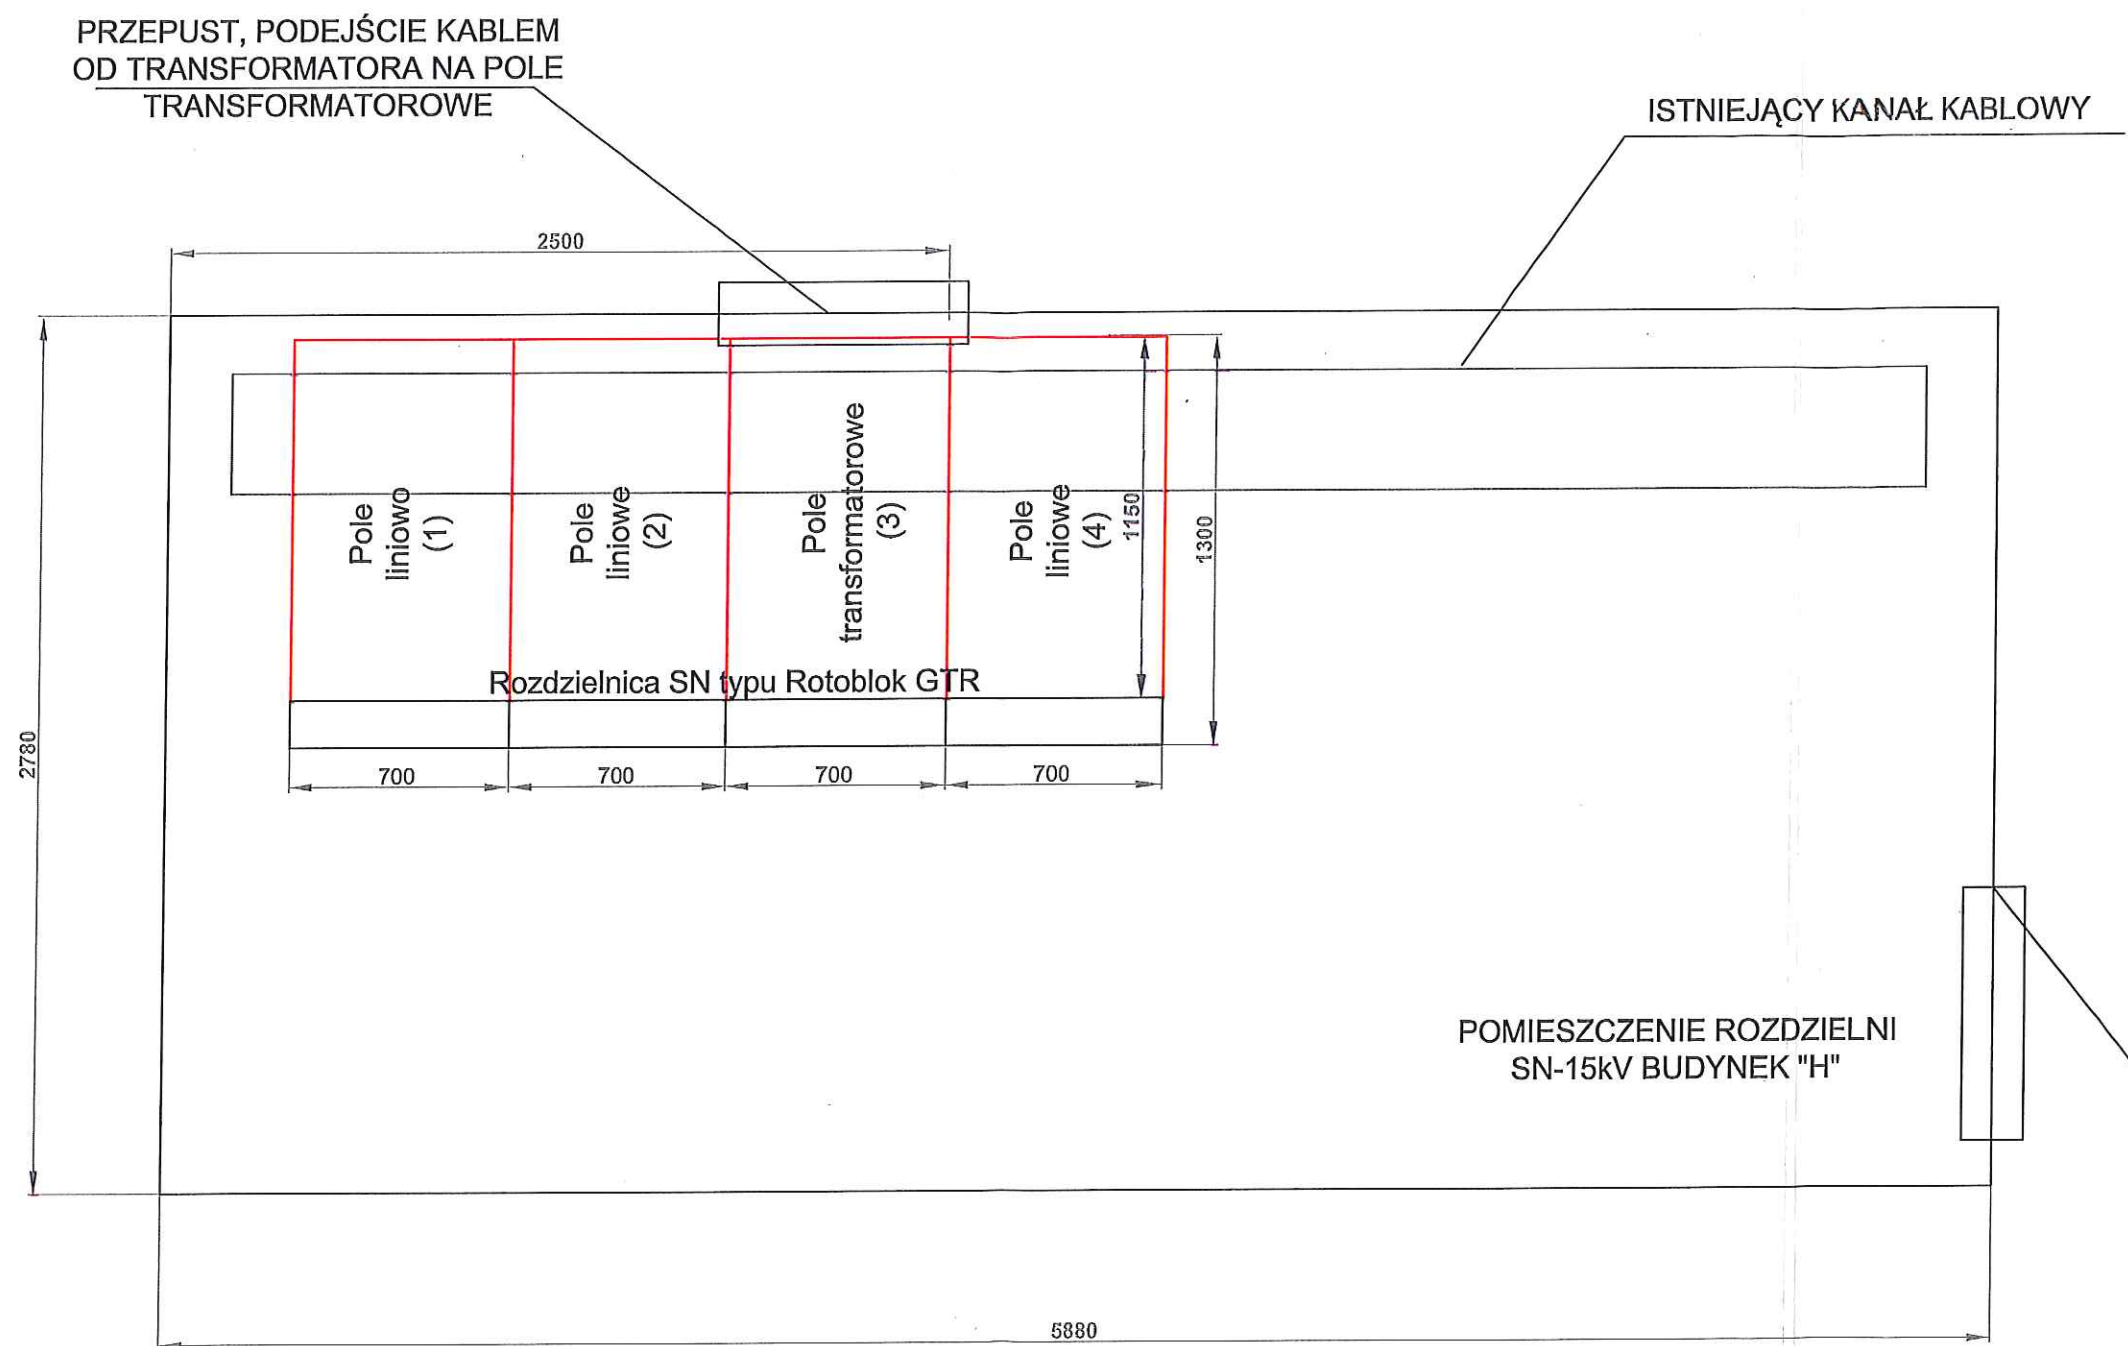 PRZEPUST, PODEJŚCIE KABLEM
OD TRANSFORMATORA NA POLE
TRANSFORMATOROWE
ISTNIEJĄCY KANAŁ KABLOWY
2500
Pole
liniowo
(1)
Pole
liniowe
(2)
Pole
transformatorowe
(3)
Pole
liniowe
(4)
1150
1300
Rozdzielnica SN typu Rotoblok GTR
2780
700
700
700
700
POMIESZCZENIE ROZDZIELNI
SN-15kV BUDYNEK "H"
5880